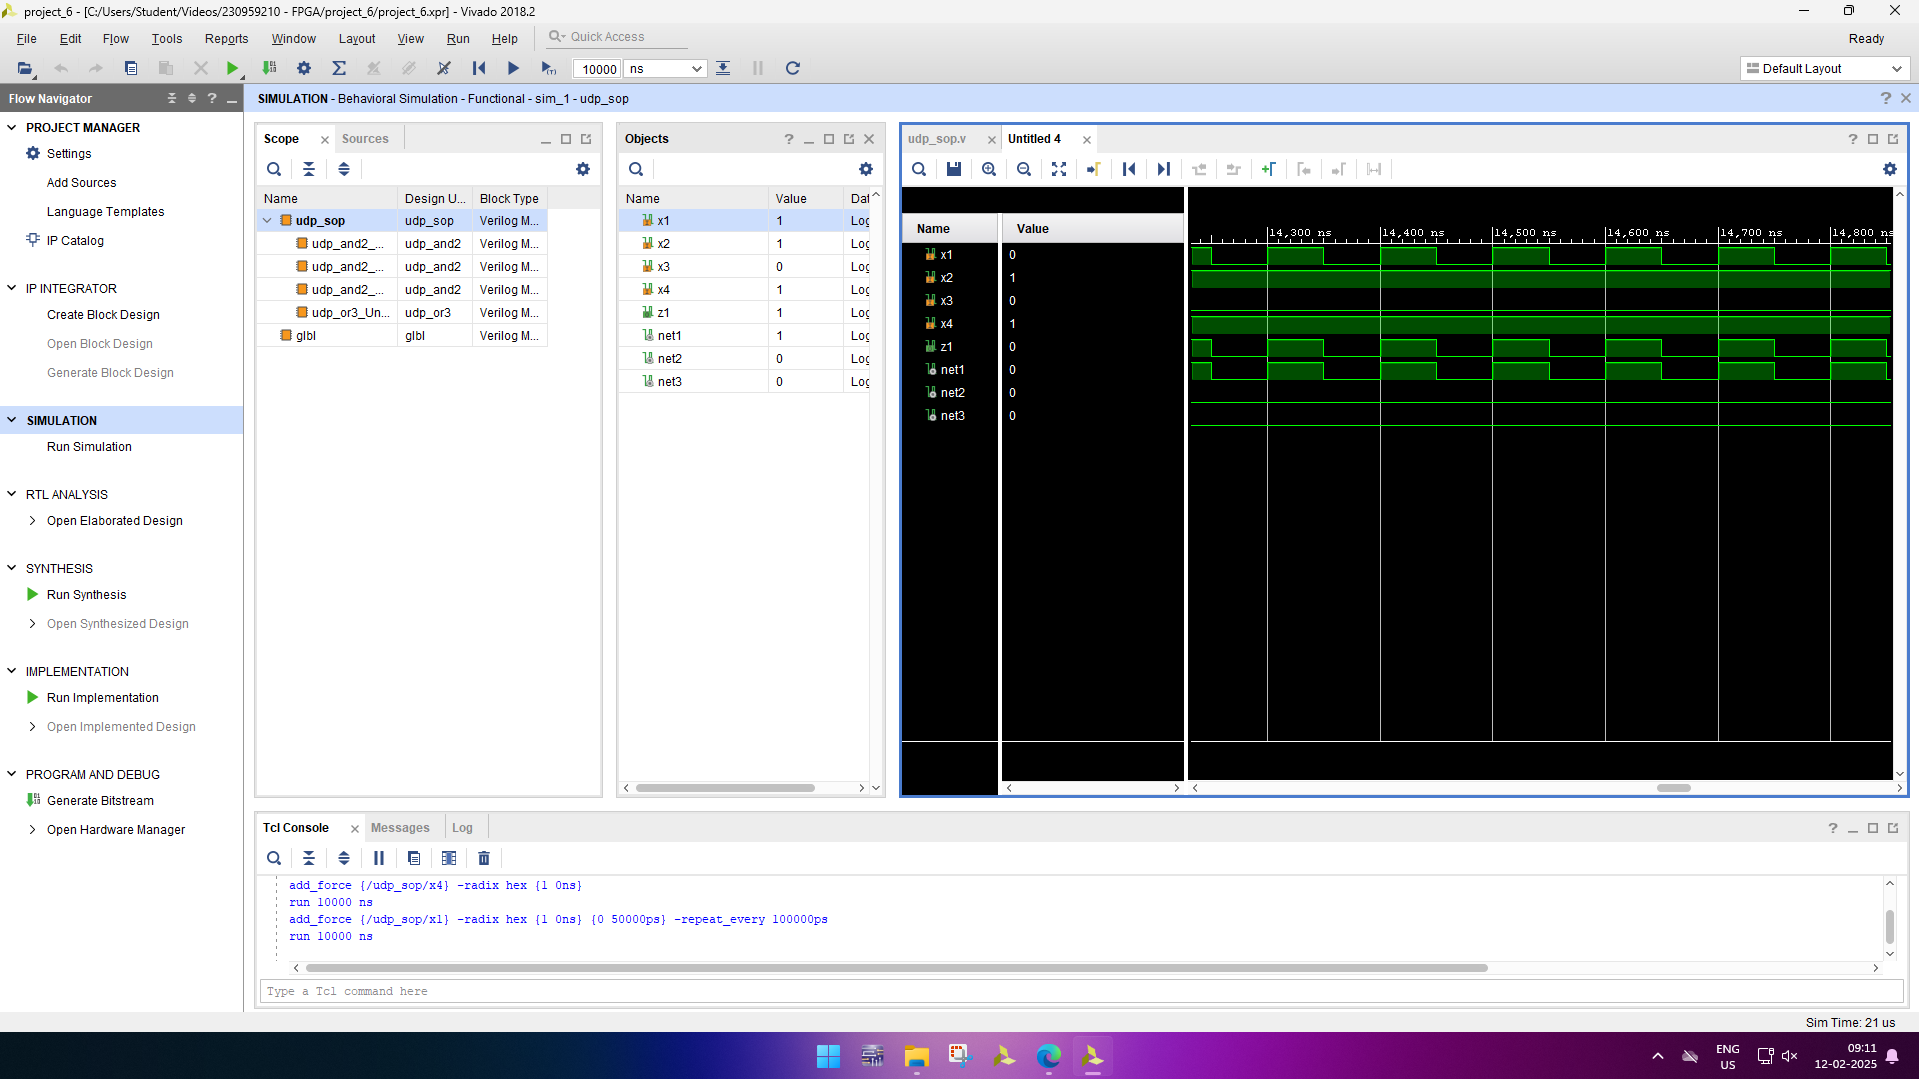 project_6 - [C:/Users/Student/Videos/230959210 - FPGA/project_6/project_6.xpr] - Vivado 2018.2
File Edit Flow Tools Reports Window Layout View Run Help Quick Access Ready
10000 ns Default Layout
Flow Navigator
SIMULATION - Behavioral Simulation - Functional - sim_1 - udp_sop
PROJECT MANAGER
Settings
Add Sources
Language Templates
IP Catalog
IP INTEGRATOR
Create Block Design
Open Block Design
Generate Block Design
SIMULATION
Run Simulation
RTL ANALYSIS
Open Elaborated Design
SYNTHESIS
Run Synthesis
Open Synthesized Design
IMPLEMENTATION
Run Implementation
Open Implemented Design
PROGRAM AND DEBUG
Generate Bitstream
Open Hardware Manager
Scope Sources
Name Design U... Block Type
udp_sop udp_sop Verilog M...
udp_and2_... udp_and2 Verilog M...
udp_and2_... udp_and2 Verilog M...
udp_and2_... udp_and2 Verilog M...
udp_or3_Un... udp_or3 Verilog M...
glbl glbl Verilog M...
Objects
Name Value Dat
x1 1 Log
x2 1 Log
x3 0 Log
x4 1 Log
z1 1 Log
net1 1 Log
net2 0 Log
net3 0 Log
udp_sop.v Untitled 4
Name Value
14,300 ns 14,400 ns 14,500 ns 14,600 ns 14,700 ns 14,800 ns
x1 0
x2 1
x3 0
x4 1
z1 0
net1 0
net2 0
net3 0
Tcl Console Messages Log
add_force {/udp_sop/x4} -radix hex {1 0ns}
run 10000 ns
add_force {/udp_sop/x1} -radix hex {1 0ns} {0 50000ps} -repeat_every 100000ps
run 10000 ns
Type a Tcl command here
Sim Time: 21 us
ENG
US
09:11
12-02-2025